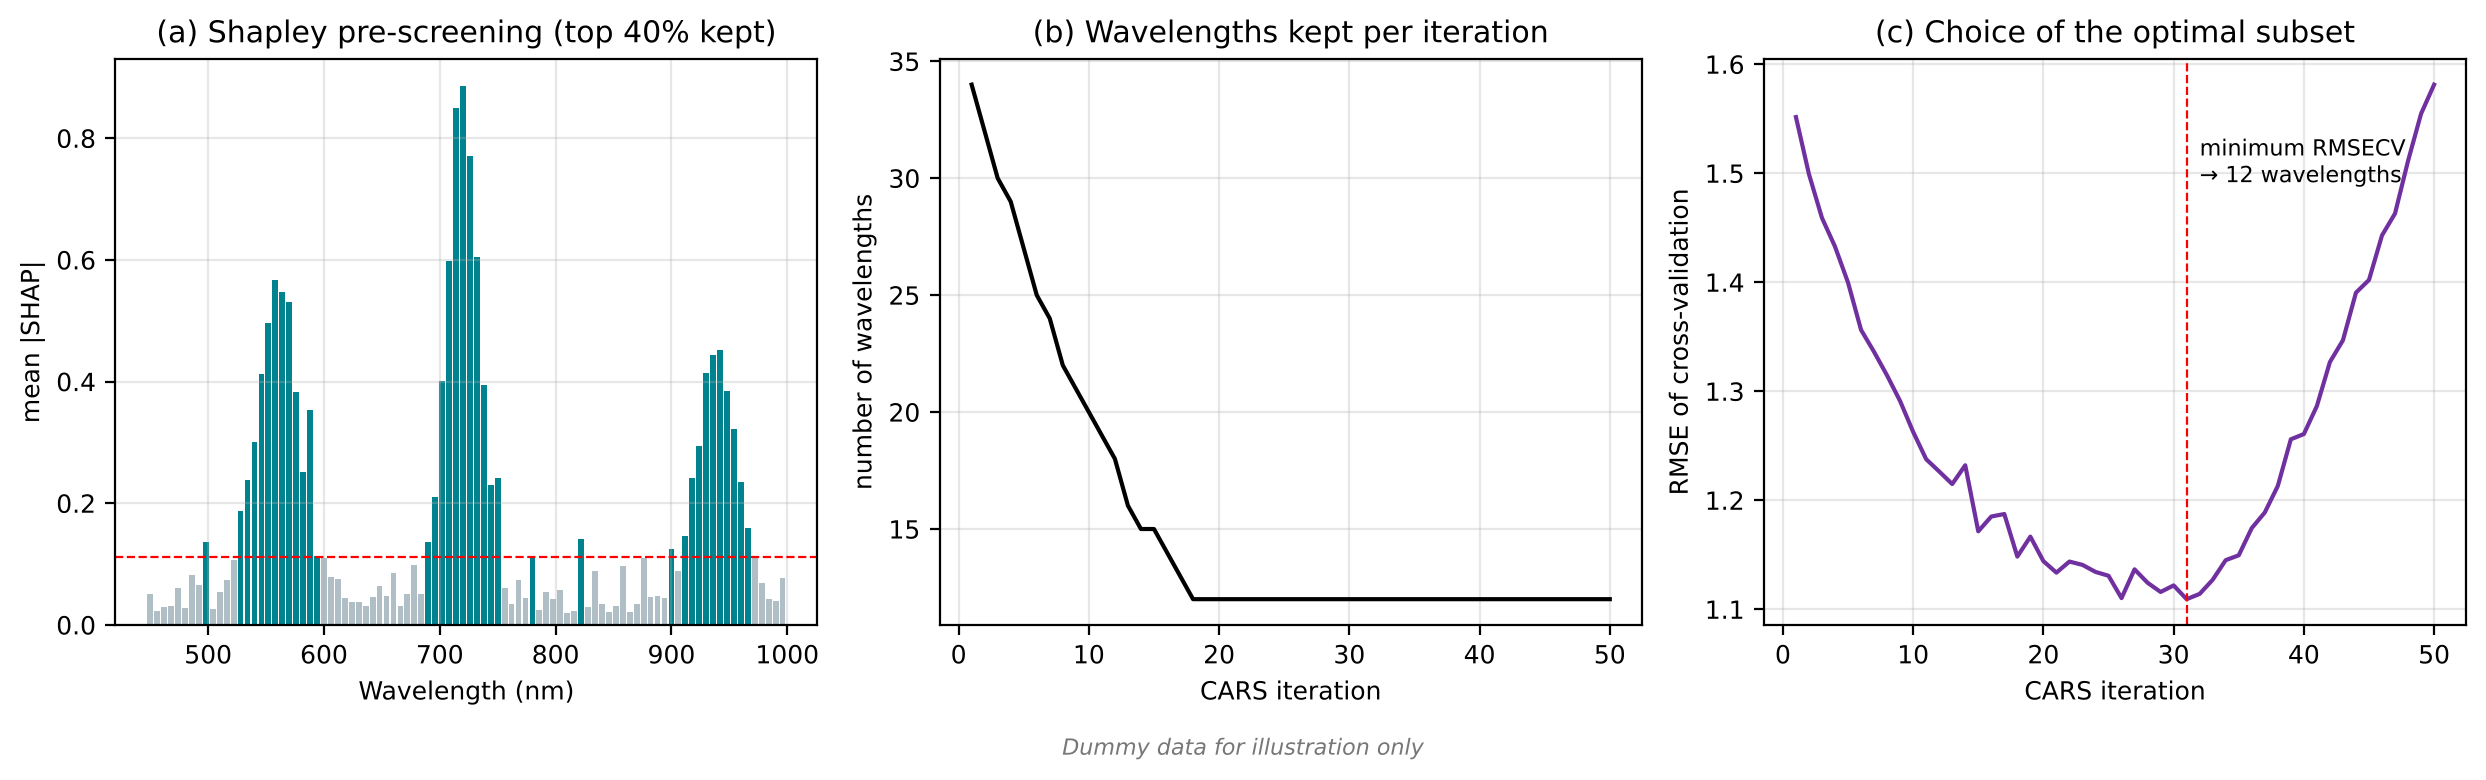 (a) Shapley pre-screening (top 40% kept)
mean |SHAP|
0.8
0.6
0.4
0.2
0.0
500 600 700 800 900 1000
Wavelength (nm)
(b) Wavelengths kept per iteration
number of wavelengths
35
30
25
20
15
0 10 20 30 40 50
CARS iteration
(c) Choice of the optimal subset
RMSE of cross-validation
1.6
1.5
1.4
1.3
1.2
1.1
minimum RMSECV
→ 12 wavelengths
0 10 20 30 40 50
CARS iteration
Dummy data for illustration only